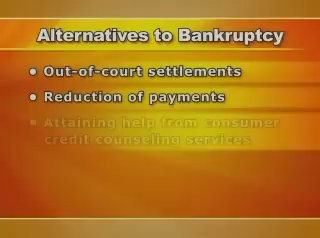 Alternatives to Bankruptcy
• Out-of-court settlements
• Reduction of payments
• Attaining help from consumer
credit counseling services